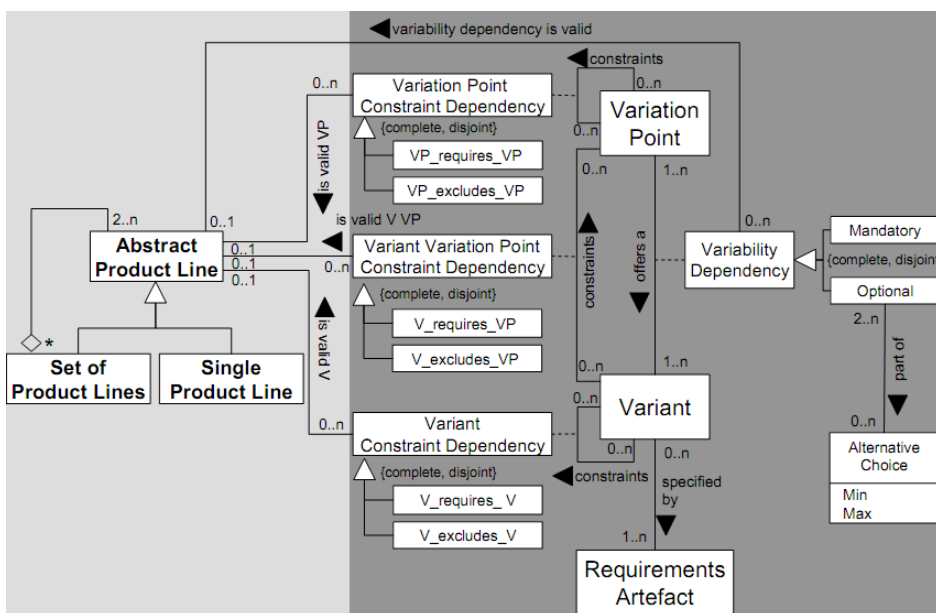 variability dependency is valid
constraints
0..n
Variation Point
Constraint Dependency
0..n
{complete, disjoint}
VP_requires_VP
VP_excludes_VP
is valid VP
0..n
Variation
Point
0..n
1..n
2..n
0..1
is valid V VP
Abstract
Product Line
0..1
0..1
0..1
0..n
Variant Variation Point
Constraint Dependency
{complete, disjoint}
V_requires_VP
V_excludes_VP
constraints
offers a
0..n
Variability
Dependency
Mandatory
{complete, disjoint}
Optional
2..n
part of
0..n
Alternative
Choice
Min
Max
*
Set of
Product Lines
Single
Product Line
is valid V
0..n
Variant
Constraint Dependency
{complete, disjoint}
V_requires_ V
V_excludes_V
0..n
1..n
0..n
Variant
0..n
0..n
constraints
specified
by
1..n
Requirements
Artefact